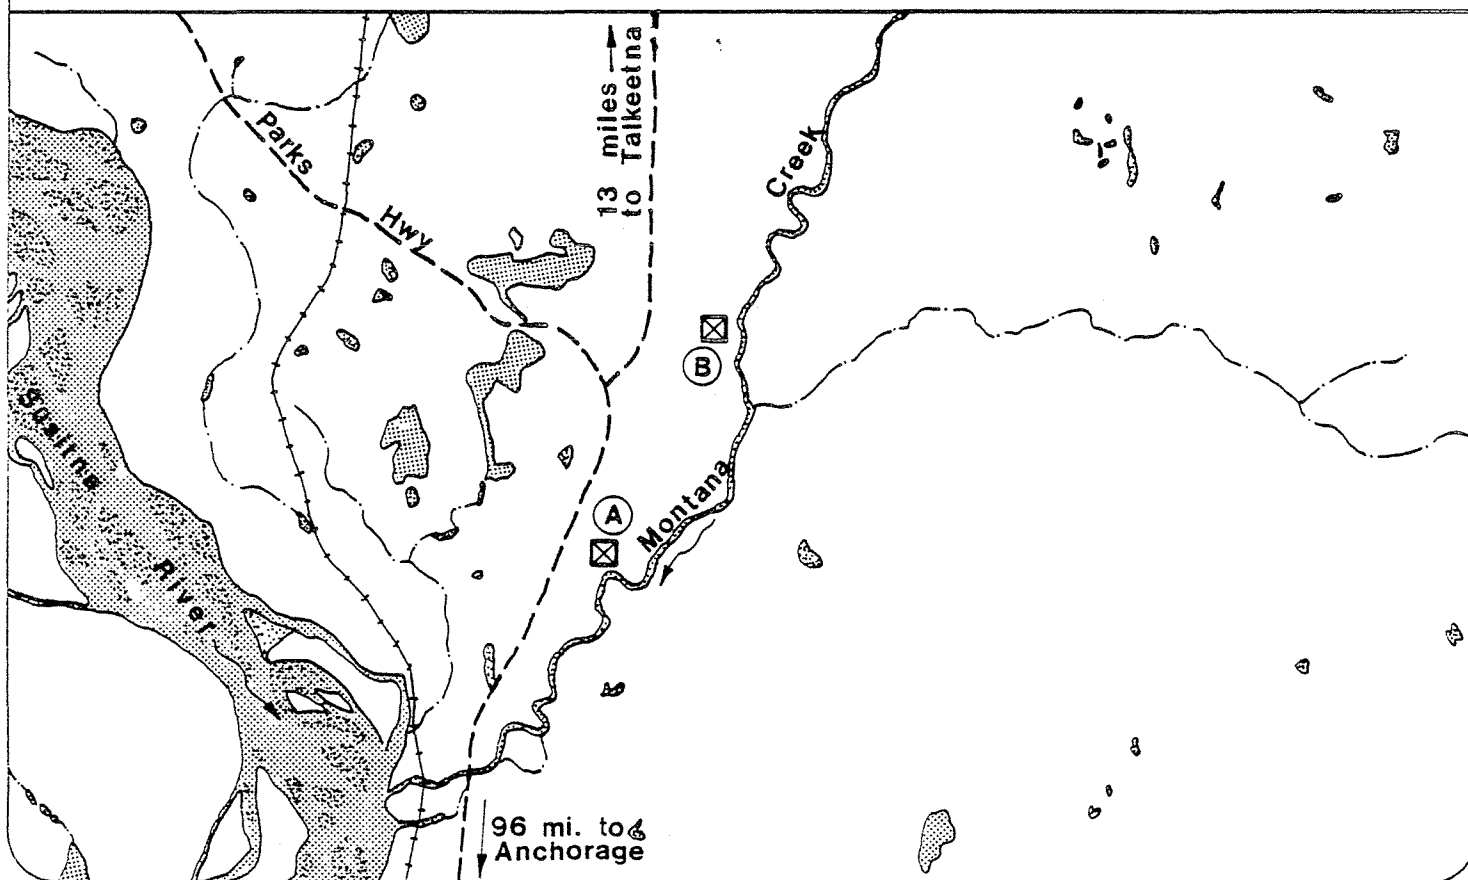 13 miles
to Talkeetna
Parks
Hwy
Creek
B
Susitna
A
Montana
River
96 mi. to
Anchorage